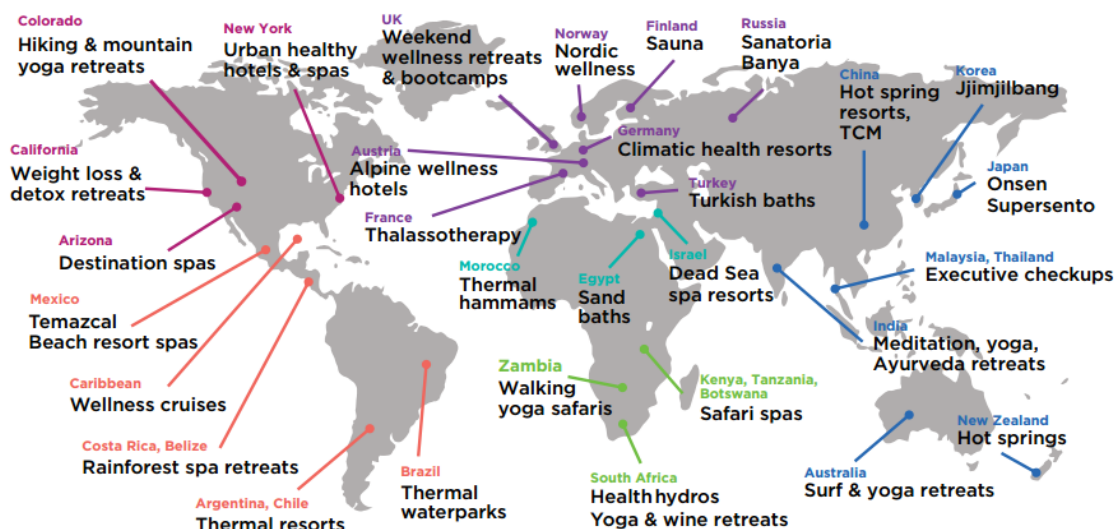 Colorado
Hiking & mountain
yoga retreats
New York
Urban healthy
hotels & spas
UK
Weekend
wellness retreats
& bootcamps
Norway
Nordic
wellness
Finland
Sauna
Russia
Sanatoria
Banya
China
Hot spring
resorts,
TCM
Korea
Jjimjilbang
California
Weight loss &
detox retreats
Austria
Alpine wellness
hotels
Germany
Climatic health resorts
Japan
Onsen
Supersento
France
Thalassotherapy
Turkey
Turkish baths
Arizona
Destination spas
Morocco
Thermal
hammams
Egypt
Sand
baths
Israel
Dead Sea
spa resorts
Malaysia, Thailand
Executive checkups
Mexico
Temazcal
Beach resort spas
India
Meditation, yoga,
Ayurveda retreats
Caribbean
Wellness cruises
Zambia
Walking
yoga safaris
Kenya, Tanzania,
Botswana
Safari spas
New Zealand
Hot springs
Costa Rica, Belize
Rainforest spa retreats
Brazil
Thermal
waterparks
South Africa
Health hydros
Yoga & wine retreats
Australia
Surf & yoga retreats
Argentina, Chile
Thermal resorts